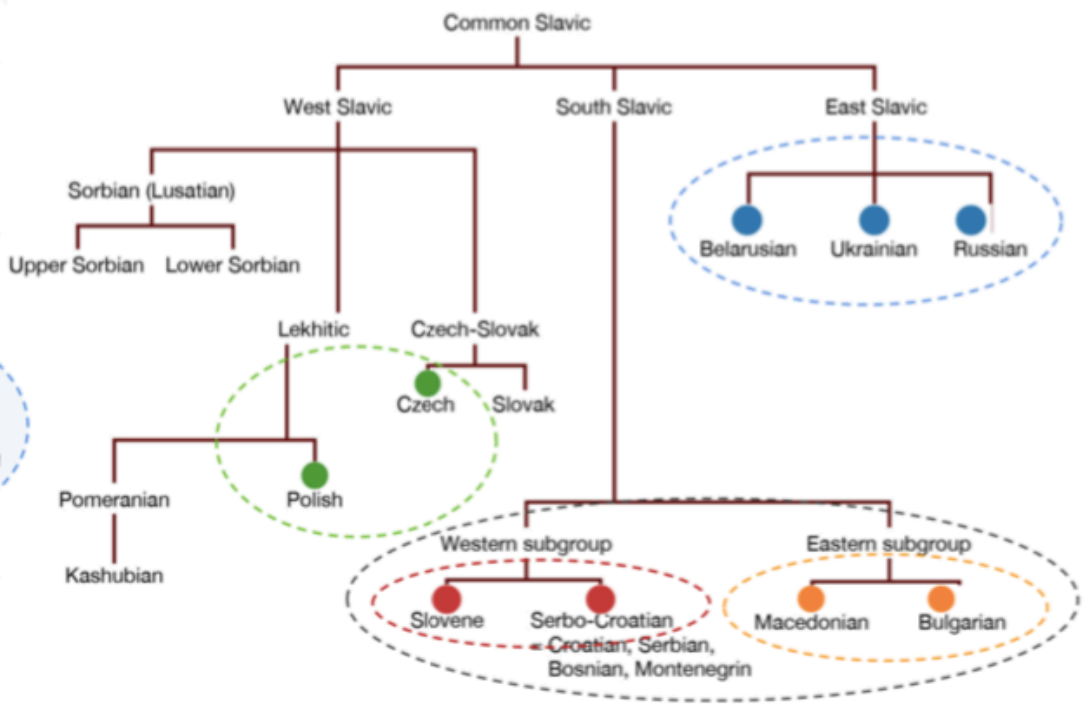 Common Slavic
West Slavic
South Slavic
East Slavic
Sorbian (Lusatian)
Upper Sorbian
Lower Sorbian
Belarusian
Ukrainian
Russian
Lekhitic
Czech-Slovak
Czech
Slovak
Pomeranian
Polish
Kashubian
Western subgroup
Eastern subgroup
Slovene
Serbo-Croatian
= Croatian, Serbian,
Bosnian, Montenegrin
Macedonian
Bulgarian